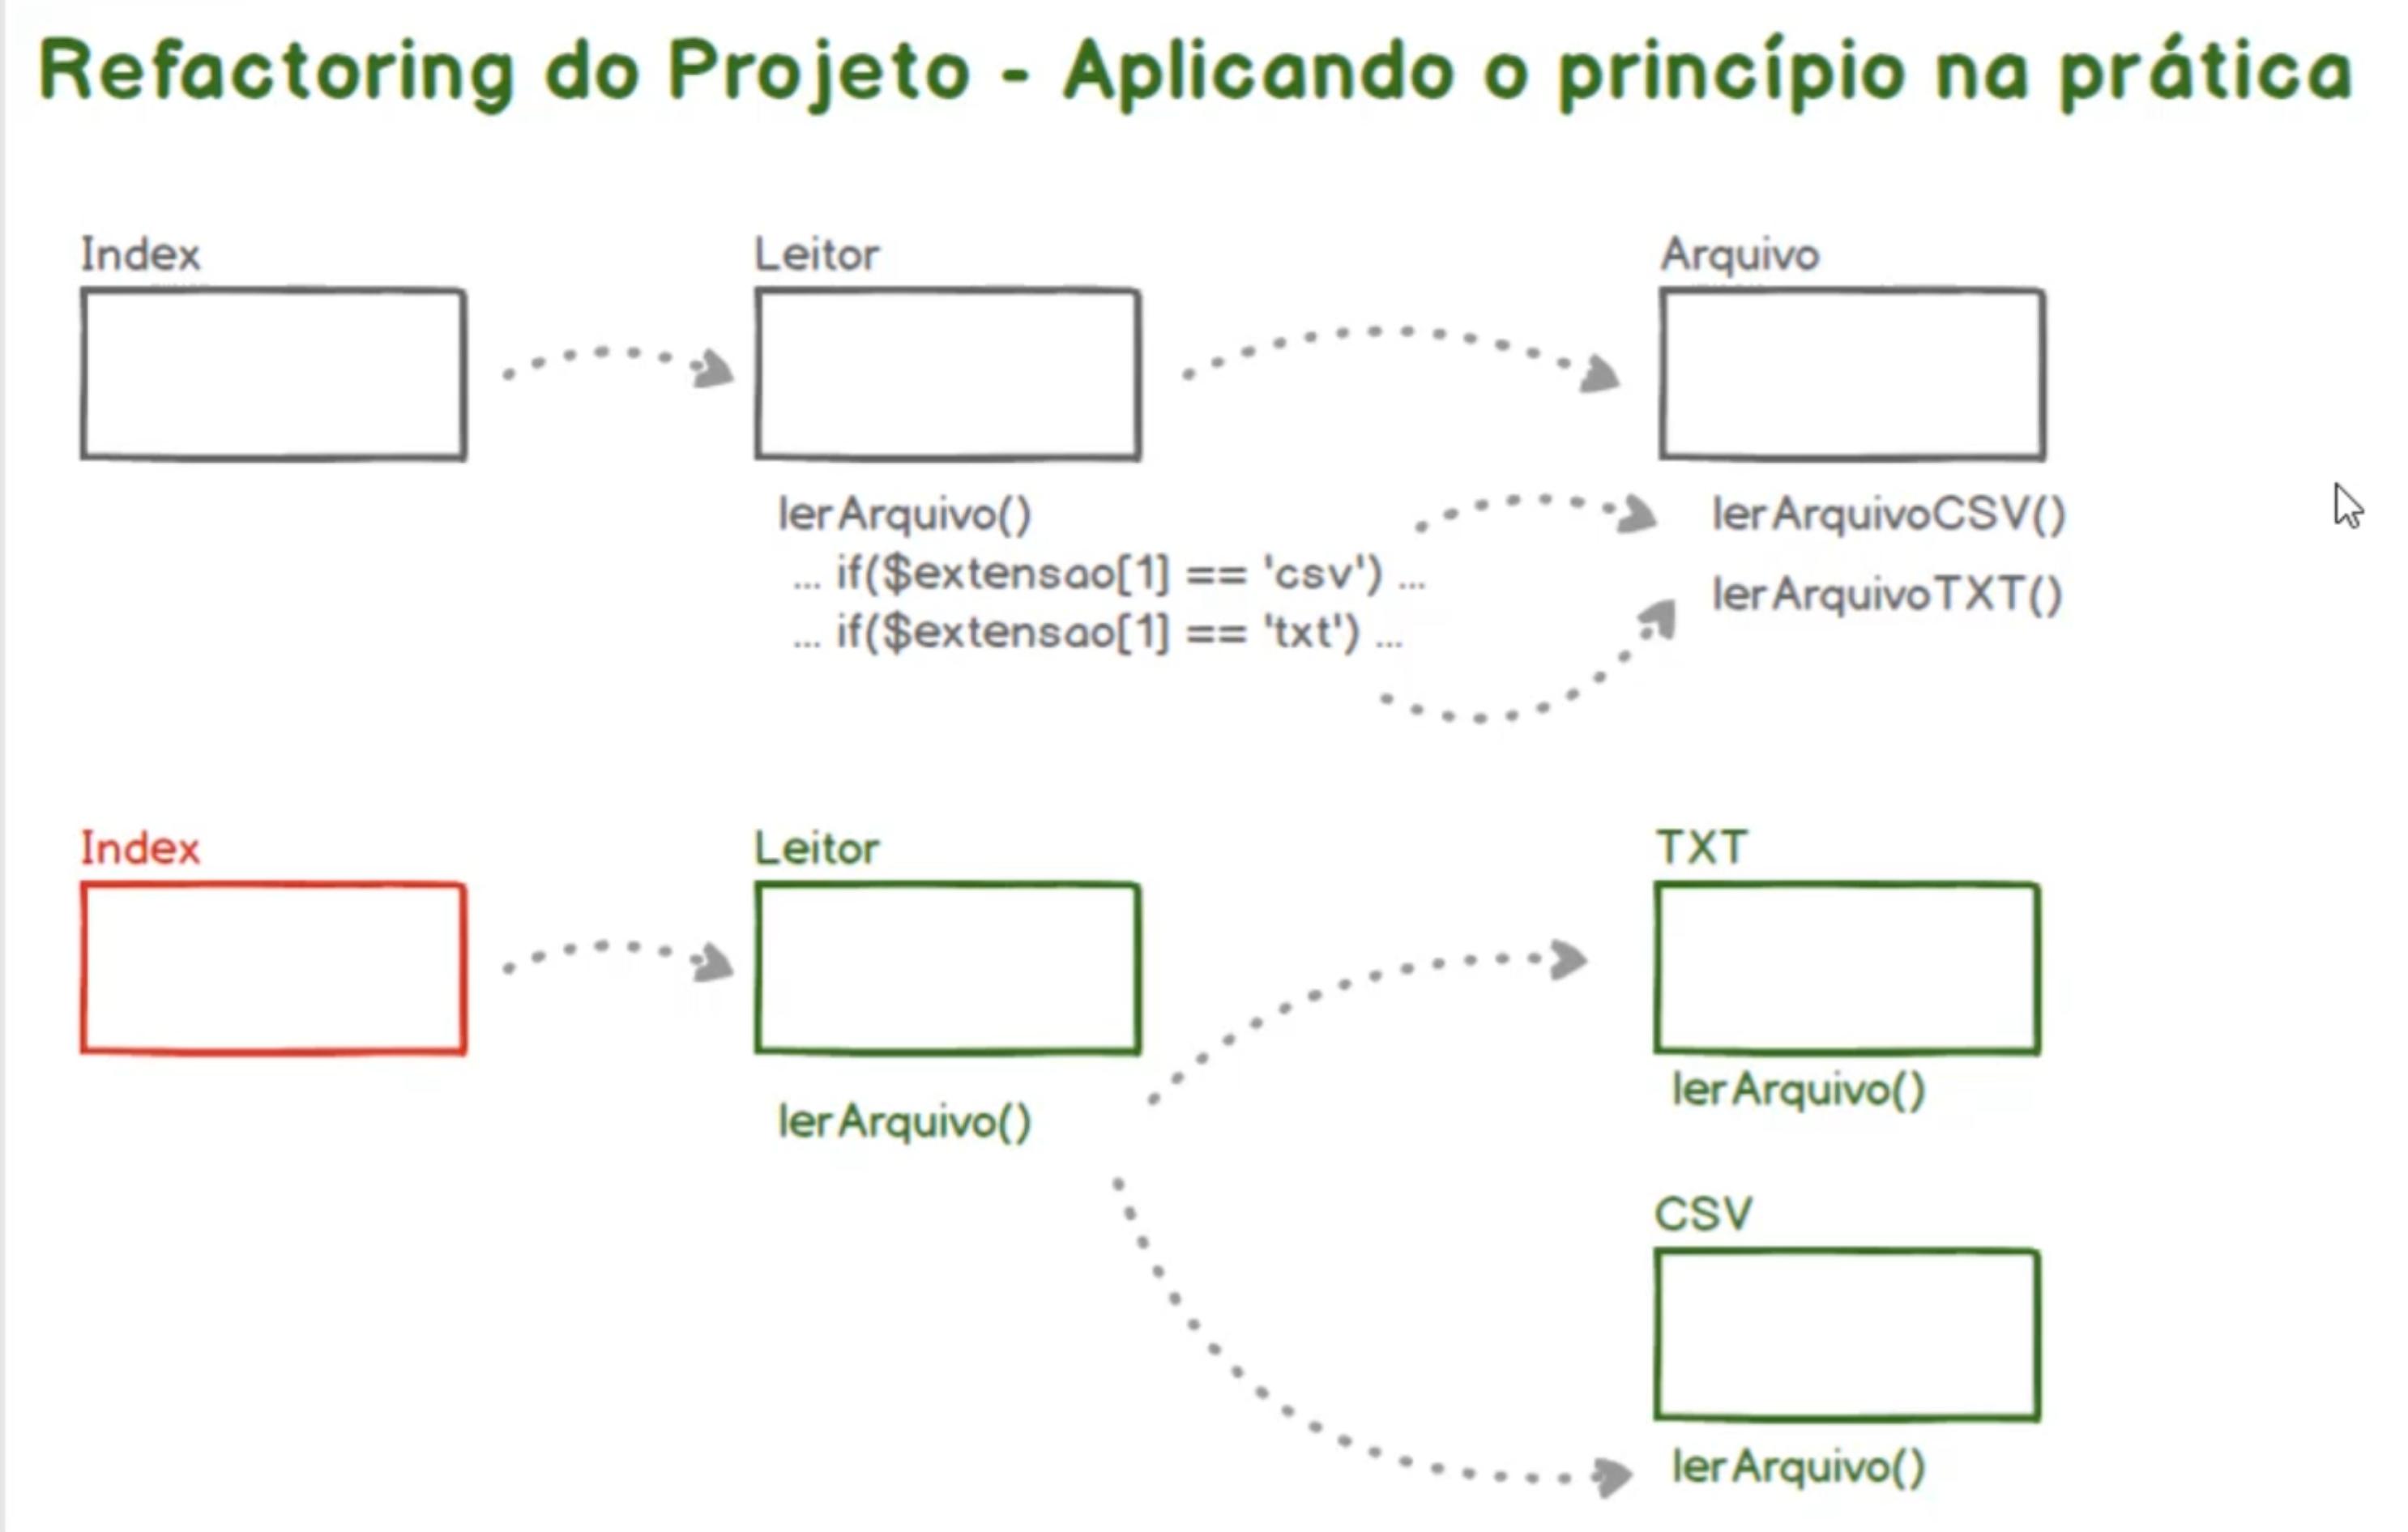 Refactoring do Projeto - Aplicando o princípio na prática
Index
Leitor
Arquivo
lerArquivo()
... if($extensao[1] == 'csv') ...
... if($extensao[1] == 'txt') ...
lerArquivoCSV()
lerArquivoTXT()
Index
Leitor
TXT
lerArquivo()
lerArquivo()
CSV
lerArquivo()